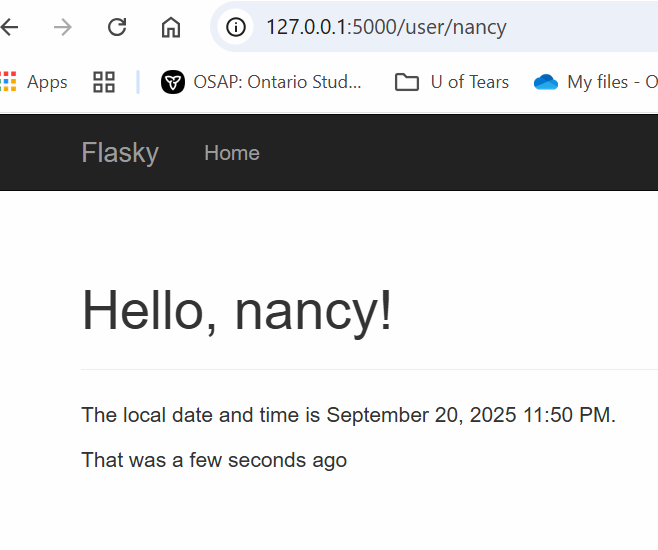 127.0.0.1:5000/user/nancy
Apps OSAP: Ontario Stud... U of Tears My files - O
Flasky Home
Hello, nancy!
The local date and time is September 20, 2025 11:50 PM.
That was a few seconds ago